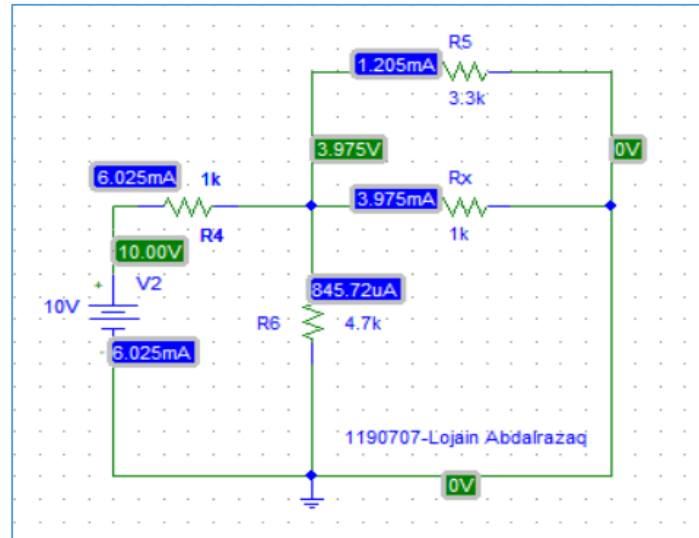 R5
1.205mA
3.3k
3.975V
0V
6.025mA
1k
Rx
3.975mA
R4
1k
10.00V
+
V2
845.72uA
10V
R6
4.7k
-
6.025mA
1190707-Lojain Abdalrazaq
0V